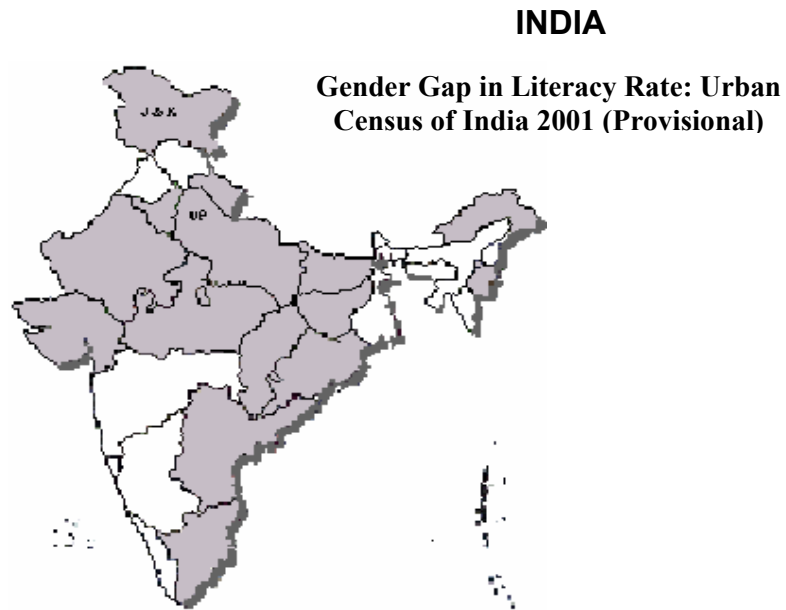 INDIA
Gender Gap in Literacy Rate: Urban
Census of India 2001 (Provisional)
J & K
UP